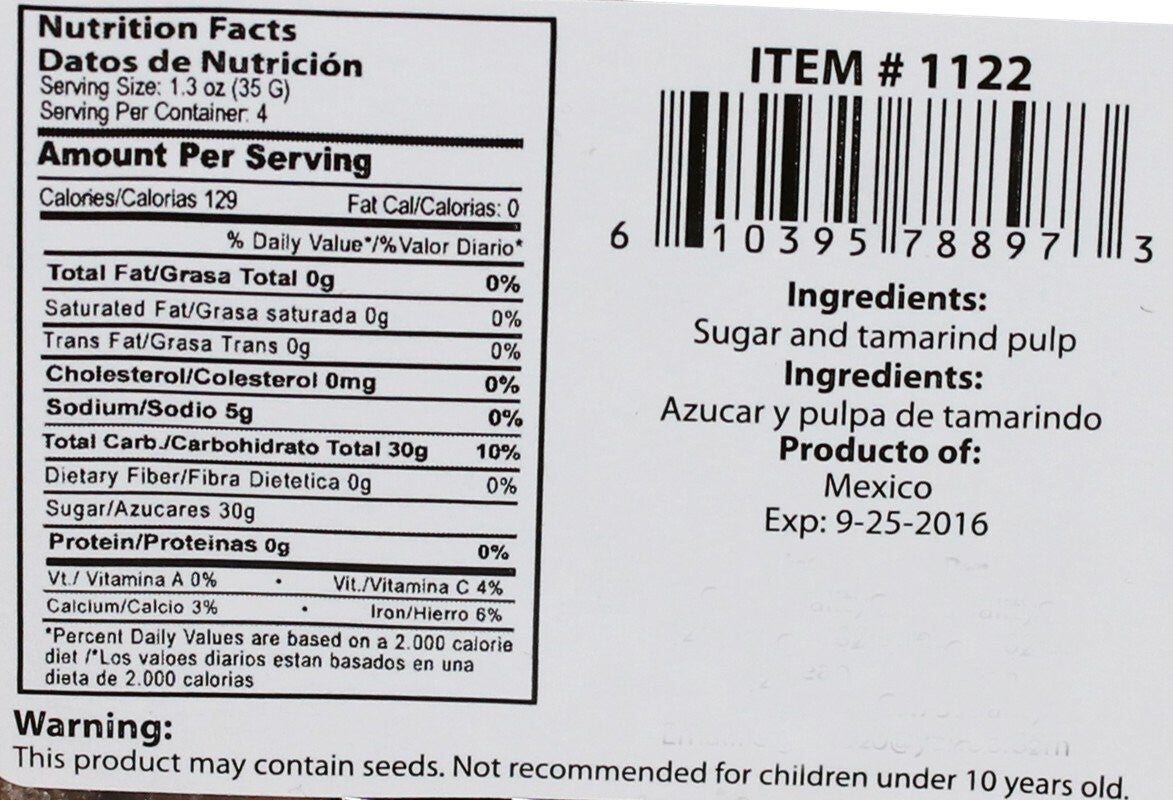 Nutrition Facts
Datos de Nutrición
Serving Size: 1.3 oz (35 G)
Serving Per Container: 4
Amount Per Serving
Calories/Calorias 129 Fat Cal/Calorias: 0
% Daily Value*/%Valor Diario*
Total Fat/Grasa Total 0g 0%
Saturated Fat/Grasa saturada 0g 0%
Trans Fat/Grasa Trans 0g 0%
Cholesterol/Colesterol 0mg 0%
Sodium/Sodio 5g 0%
Total Carb./Carbohidrato Total 30g 10%
Dietary Fiber/Fibra Dietetica 0g 0%
Sugar/Azucares 30g
Protein/Proteinas 0g 0%
Vt./ Vitamina A 0% • Vit./Vitamina C 4%
Calcium/Calcio 3% • Iron/Hierro 6%
*Percent Daily Values are based on a 2.000 calorie
diet /*Los valoes diarios estan basados en una
dieta de 2.000 calorias
ITEM # 1122
6 10395 78897 3
Ingredients:
Sugar and tamarind pulp
Ingredients:
Azucar y pulpa de tamarindo
Producto of:
Mexico
Exp: 9-25-2016
Warning:
This product may contain seeds. Not recommended for children under 10 years old.